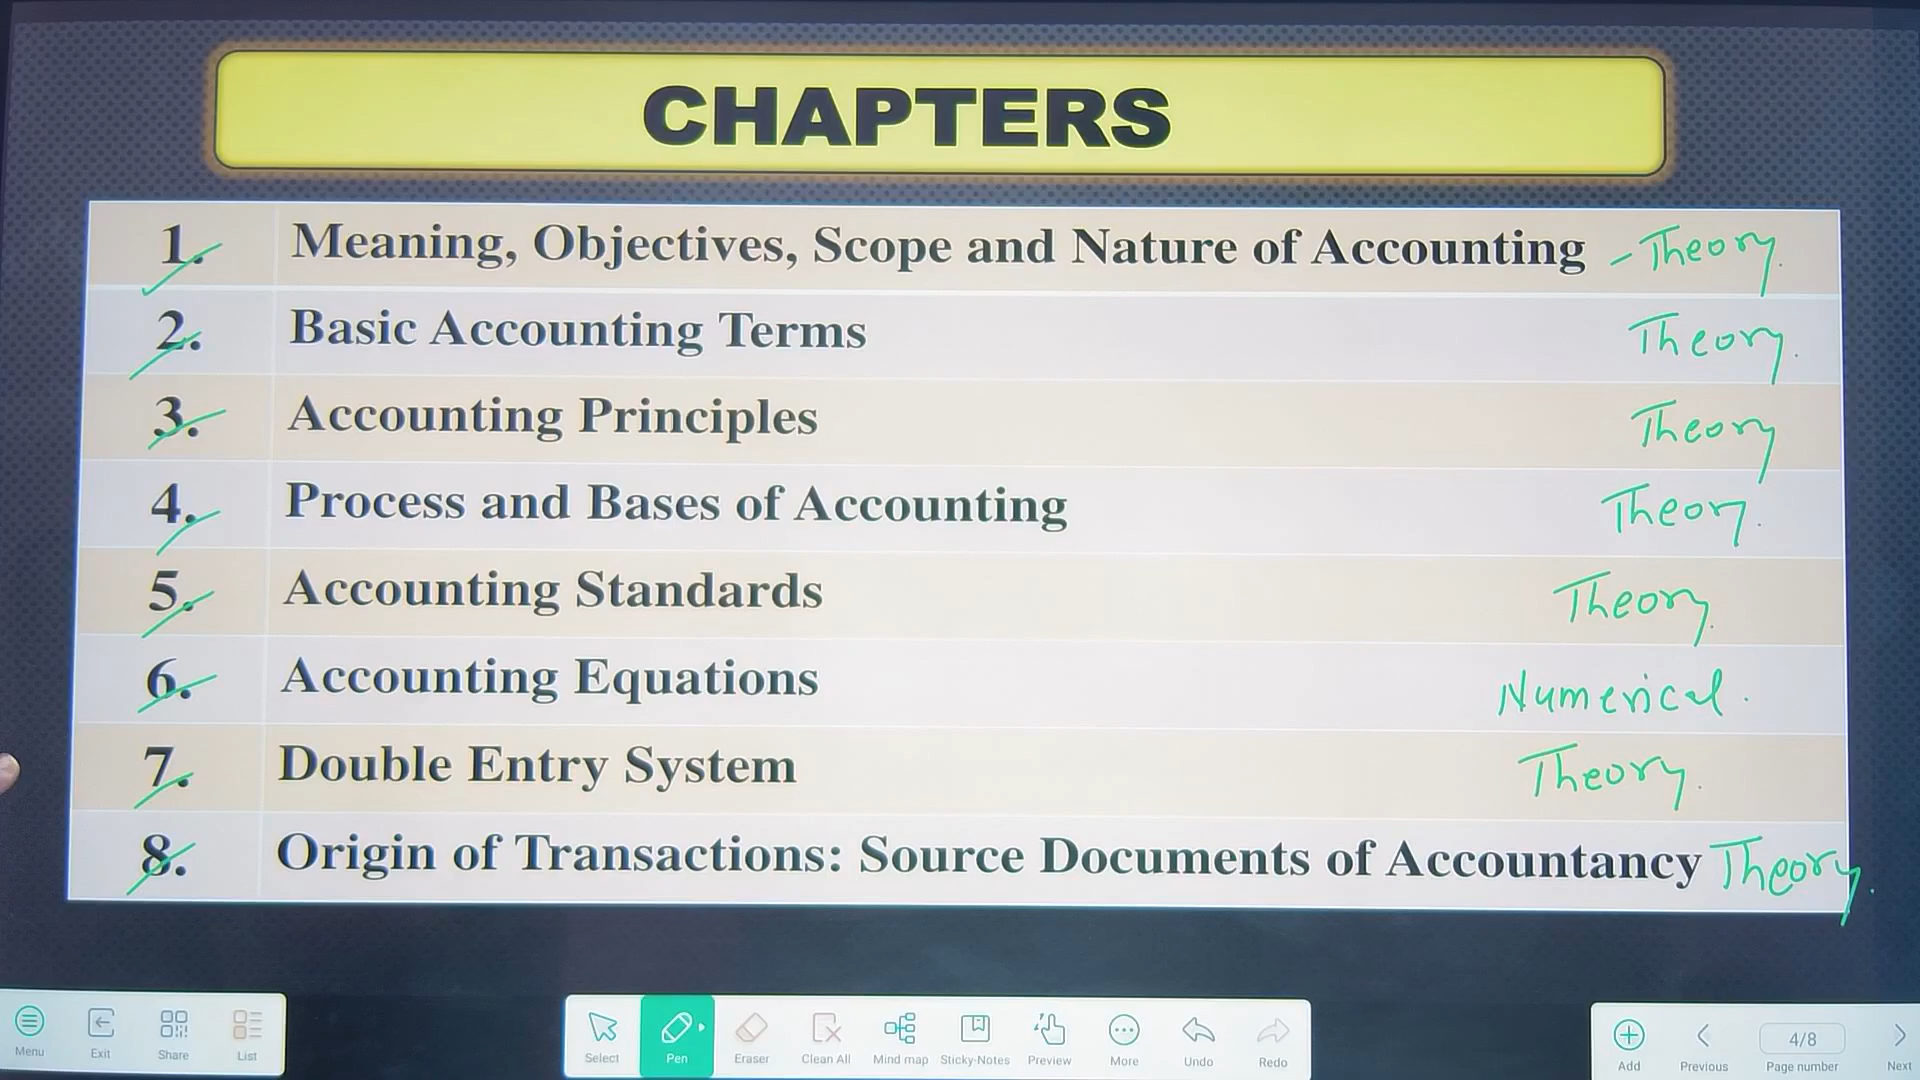 CHAPTERS
1. Meaning, Objectives, Scope and Nature of Accounting - Theory.
2. Basic Accounting Terms Theory.
3. Accounting Principles Theory
4. Process and Bases of Accounting Theory.
5. Accounting Standards Theory.
6. Accounting Equations Numerical.
7. Double Entry System Theory.
8. Origin of Transactions: Source Documents of Accountancy Theory.
Menu Exit Share List Select Pen Eraser Clean All Mind map Sticky-Notes Preview More Undo Redo Add Previous 4/8 Page number Next